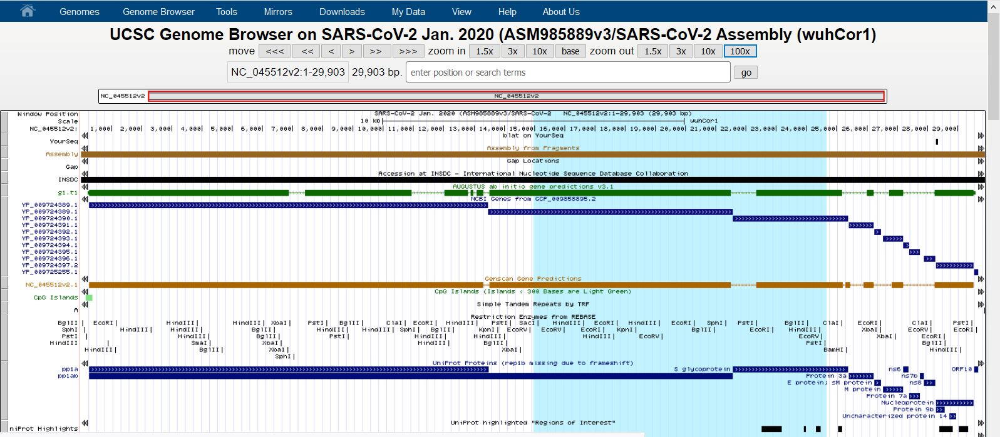 Genomes Genome Browser Tools Mirrors Downloads My Data View Help About Us
UCSC Genome Browser on SARS-CoV-2 Jan. 2020 (ASM985889v3/SARS-CoV-2 Assembly (wuhCor1)
move <<< << < > >> >>> zoom in 1.5x 3x 10x base zoom out 1.5x 3x 10x 100x
NC_045512v2:1-29,903 29,903 bp. enter position or search terms go
NC_045512v2 NC_045512v2
Window Position SARS-CoV-2 Jan. 2020 (ASM985889v3/SARS-CoV-2 NC_045512v2:1-29,903 (29,903 bp)
Scale 10 kb wuhCor1
NC_045512v2: 1,000| 2,000| 3,000| 4,000| 5,000| 6,000| 7,000| 8,000| 9,000| 10,000| 11,000| 12,000| 13,000| 14,000| 15,000| 16,000| 17,000| 18,000| 19,000| 20,000| 21,000| 22,000| 23,000| 24,000| 25,000| 26,000| 27,000| 28,000| 29,000|
blat on YourSeq
YourSeq
Assembly from Fragments
Assembly
Gap Locations
Gap
Accession at INSDC - International Nucleotide Sequence Database Collaboration
INSDC
AUGUSTUS ab initio gene predictions v3.1
g1.t1
NCBI Genes from GCF_009858895.2
YP_009724389.1
YP_009724389.1
YP_009724390.1
YP_009724391.1
YP_009724392.1
YP_009724393.1
YP_009724394.1
YP_009724395.1
YP_009724396.1
YP_009724397.2
YP_009725255.1
Genscan Gene Predictions
NC_045512v2.1
CpG Islands (Islands < 300 Bases are Light Green)
CpG Islands
Simple Tandem Repeats by TRF
A
Restriction Enzymes from REBASE
BglII EcoRI HindIII HindIII XbaI PstI BglII ClaI EcoRI HindIII PstI SacI HindIII EcoRI HindIII EcoRI SphI PstI BglII ClaI EcoRI ClaI PstI
SphI HindIII HindIII BglII HindIII HindIII SphI BglII KpnI EcoRV EcoRV KpnI BglII EcoRI HindIII XbaI EcoRV EcoRI
PstI HindIII BglII PstI HindIII HindIII HindIII EcoRV EcoRV XbaI EcoRI
HindIII SmaI XbaI HindIII BglII PstI BglII
HindIII BglII XbaI XbaI BamHI HindIII
SphI
UniProt Proteins (rep1b missing due to frameshift)
pp1a S glycoprotein ns6 ORF10
pp1ab Protein 3a ns7b
E protein; sM protein ns8
M protein
Protein 7a
Nucleoprotein
Protein 9b
Uncharacterized protein 14
UniProt highlighted "Regions of Interest"
niProt Highlights